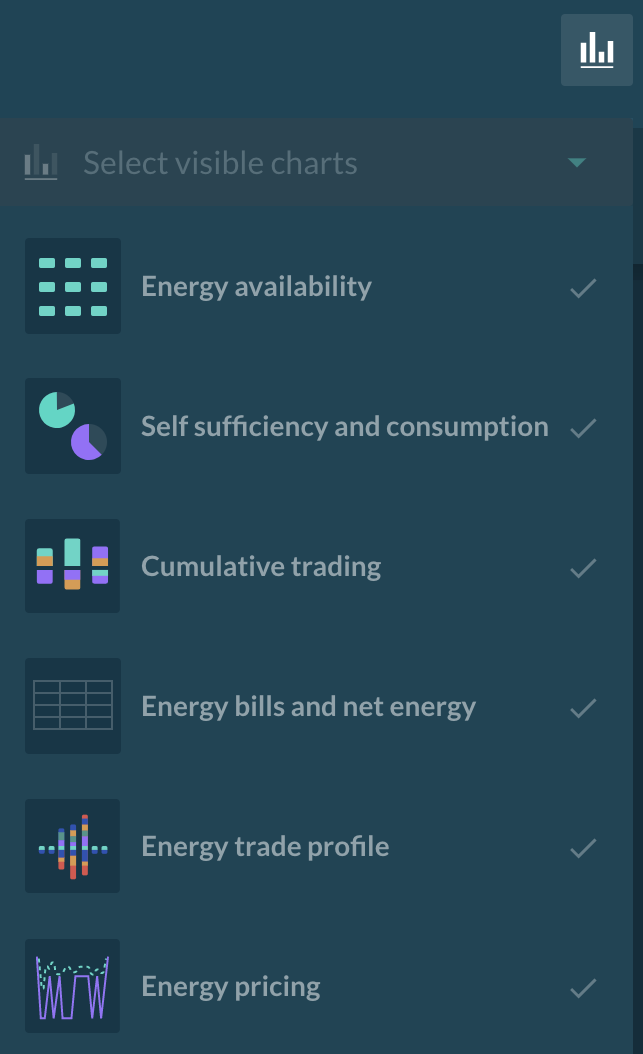 Select visible charts
Energy availability
Self sufficiency and consumption
Cumulative trading
Energy bills and net energy
Energy trade profile
Energy pricing